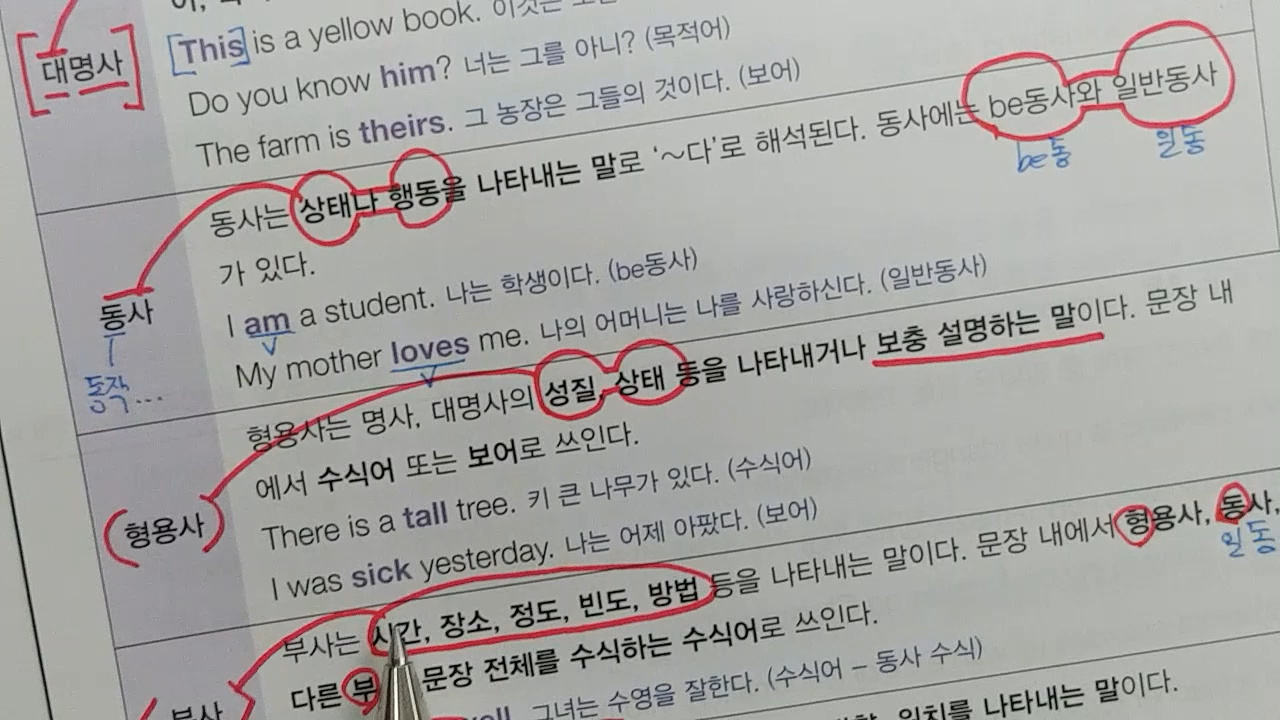 대명사
This is a yellow book. 이것은
Do you know him? 너는 그를 아니? (목적어)
The farm is theirs. 그 농장은 그들의 것이다. (보어)
동사는 상태나 행동을 나타내는 말로 ‘~다’로 해석된다. 동사에는 be동사와 일반동사
be동 일동
가 있다.
동사
I am a student. 나는 학생이다. (be동사)
My mother loves me. 나의 어머니는 나를 사랑하신다. (일반동사)
동작...
형용사는 명사, 대명사의 성질, 상태 등을 나타내거나 보충 설명하는 말이다. 문장 내
에서 수식어 또는 보어로 쓰인다.
형용사
There is a tall tree. 키 큰 나무가 있다. (수식어)
I was sick yesterday. 나는 어제 아팠다. (보어)
부사는 시간, 장소, 정도, 빈도, 방법 등을 나타내는 말이다. 문장 내에서 형용사, 동사,
일동
다른 부 문장 전체를 수식하는 수식어로 쓰인다.
부사
well. 그녀는 수영을 잘한다. (수식어 – 동사 수식)
위치를 나타내는 말이다.